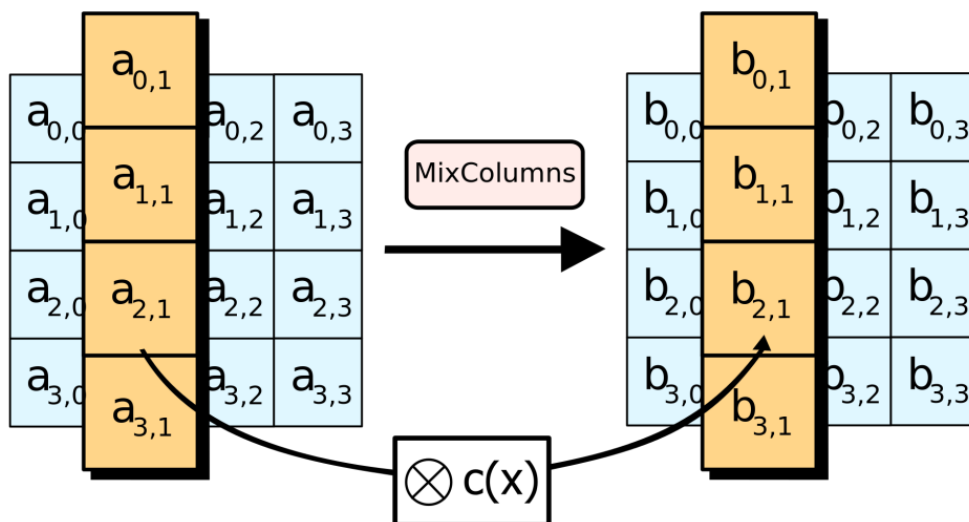 a0,0 a0,1 a0,2 a0,3
a1,0 a1,1 a1,2 a1,3
a2,0 a2,1 a2,2 a2,3
a3,0 a3,1 a3,2 a3,3
MixColumns
b0,0 b0,1 b0,2 b0,3
b1,0 b1,1 b1,2 b1,3
b2,0 b2,1 b2,2 b2,3
b3,0 b3,1 b3,2 b3,3
⊗ c(x)